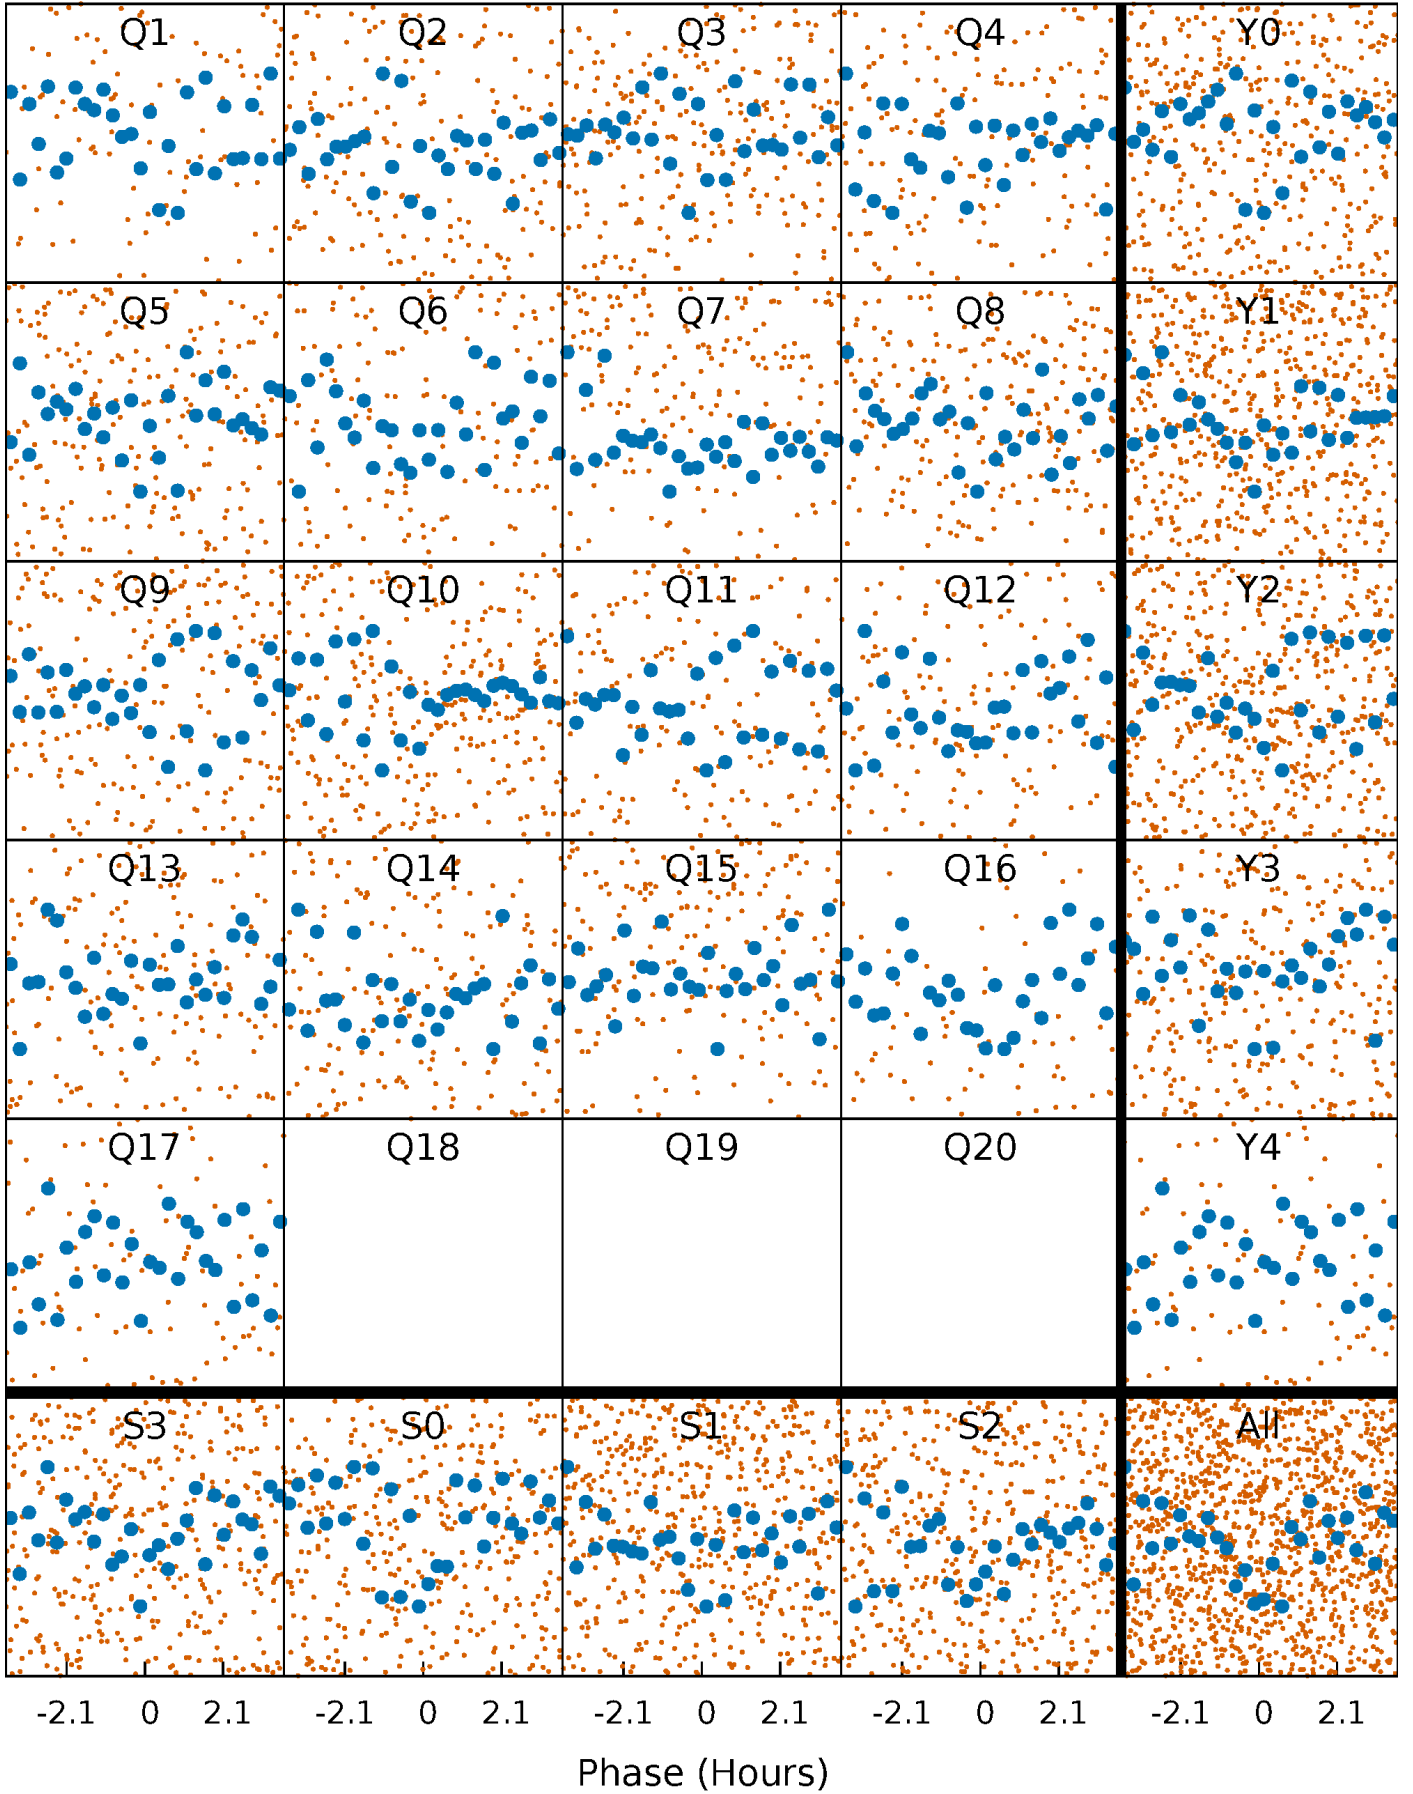 Q1 Q2 Q3 Q4 Y0
Q5 Q6 Q7 Q8 Y1
Q9 Q10 Q11 Q12 Y2
Q13 Q14 Q15 Q16 Y3
Q17 Q18 Q19 Q20 Y4
S3 S0 S1 S2 All
-2.1 0 2.1 -2.1 0 2.1 -2.1 0 2.1 -2.1 0 2.1 -2.1 0 2.1
Phase (Hours)